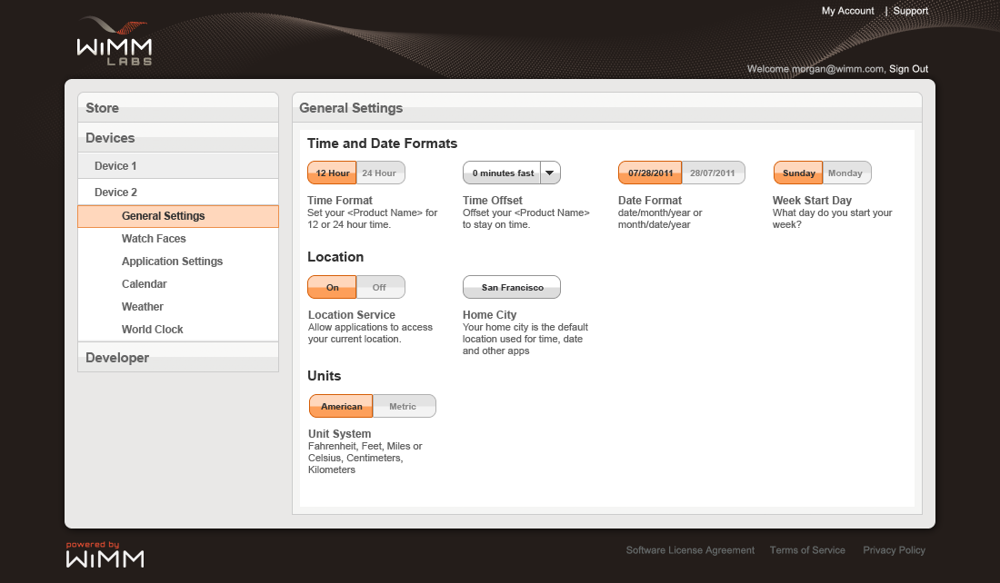 My Account | Support
WiMM
LABS
Welcome morgan@wimm.com, Sign Out
Store
Devices
Device 1
Device 2
General Settings
Watch Faces
Application Settings
Calendar
Weather
World Clock
Developer
General Settings
Time and Date Formats
12 Hour 24 Hour
Time Format
Set your <Product Name> for
12 or 24 hour time.
0 minutes fast
Time Offset
Offset your <Product Name>
to stay on time.
07/28/2011 28/07/2011
Date Format
date/month/year or
month/date/year
Sunday Monday
Week Start Day
What day do you start your
week?
Location
On Off
Location Service
Allow applications to access
your current location.
San Francisco
Home City
Your home city is the default
location used for time, date
and other apps
Units
American Metric
Unit System
Fahrenheit, Feet, Miles or
Celsius, Centimeters,
Kilometers
powered by
WiMM
Software License Agreement Terms of Service Privacy Policy